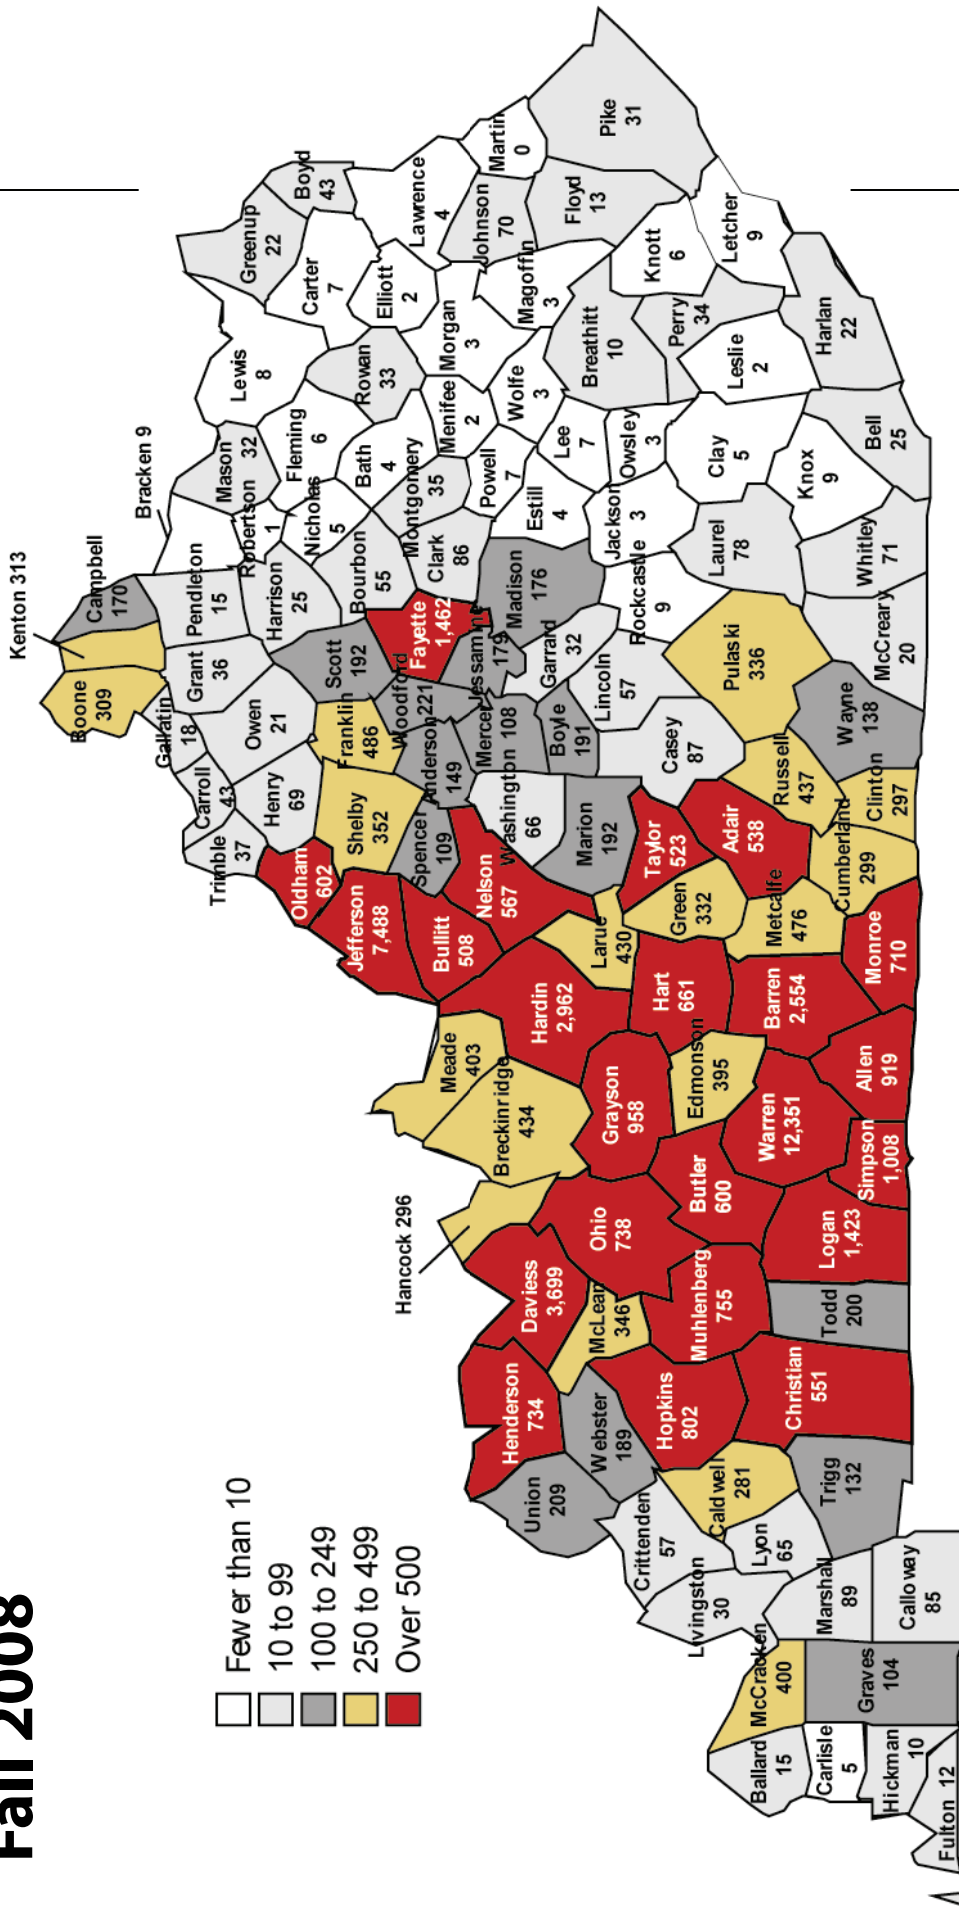 Fall 2008
Fewer than 10
10 to 99
100 to 249
250 to 499
Over 500
Kenton 313
Boone
309
Campbell
170
Bracken 9
Gallatin
18
Grant
36
Pendleton
15
Carroll
43
Owen
21
Trimble
37
Henry
69
Harrison
25
Robertson
1
Mason
32
Lewis
8
Greenup
22
Boyd
43
Carter
7
Fleming
6
Nicholas
5
Oldham
602
Shelby
352
Franklin
486
Scott
192
Bourbon
55
Bath
4
Rowan
33
Elliott
2
Lawrence
4
Jefferson
7,488
Spencer
109
Anderson
149
Woodford
221
Fayette
1,462
Clark
86
Montgomery
35
Menifee
2
Morgan
3
Johnson
70
Martin
0
Bullitt
508
Nelson
567
Washington
66
Mercer
108
Jessamine
179
Madison
176
Powell
7
Estill
4
Wolfe
3
Magoffin
3
Floyd
13
Pike
31
Meade
403
Breckinridge
434
Hancock 296
Hardin
2,962
Larue
430
Marion
192
Boyle
191
Garrard
32
Lincoln
57
Rockcastle
9
Jackson
3
Lee
7
Owsley
3
Breathitt
10
Knott
6
Perry
34
Letcher
9
Leslie
2
Clay
5
Daviess
3,699
Henderson
734
Union
209
Webster
189
McLean
346
Ohio
738
Grayson
958
Hart
661
Green
332
Taylor
523
Casey
87
Adair
538
Pulaski
336
Laurel
78
Knox
9
Harlan
22
Bell
25
Whitley
71
McCreary
20
Wayne
138
Russell
437
Clinton
297
Cumberland
299
Metcalfe
476
Monroe
710
Barren
2,554
Edmonson
395
Butler
600
Warren
12,351
Allen
919
Simpson
1,008
Logan
1,423
Muhlenberg
755
Hopkins
802
Todd
200
Christian
551
Crittenden
57
Caldwell
281
Trigg
132
Lyon
65
Livingston
30
Marshall
89
Calloway
85
McCracken
400
Graves
104
Ballard
15
Carlisle
5
Hickman
10
Fulton 12